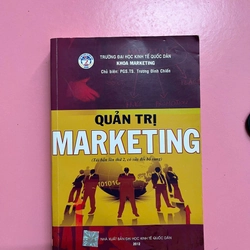 TRƯỜNG ĐẠI HỌC KINH TẾ QUỐC DÂN
KHOA MARKETING
Chủ biên: PGS.TS. Trương Đình Chiến
QUẢN TRỊ
MARKETING
(Tái bản lần thứ 2, có sửa đổi bổ sung)
NHÀ XUẤT BẢN ĐẠI HỌC KINH TẾ QUỐC DÂN